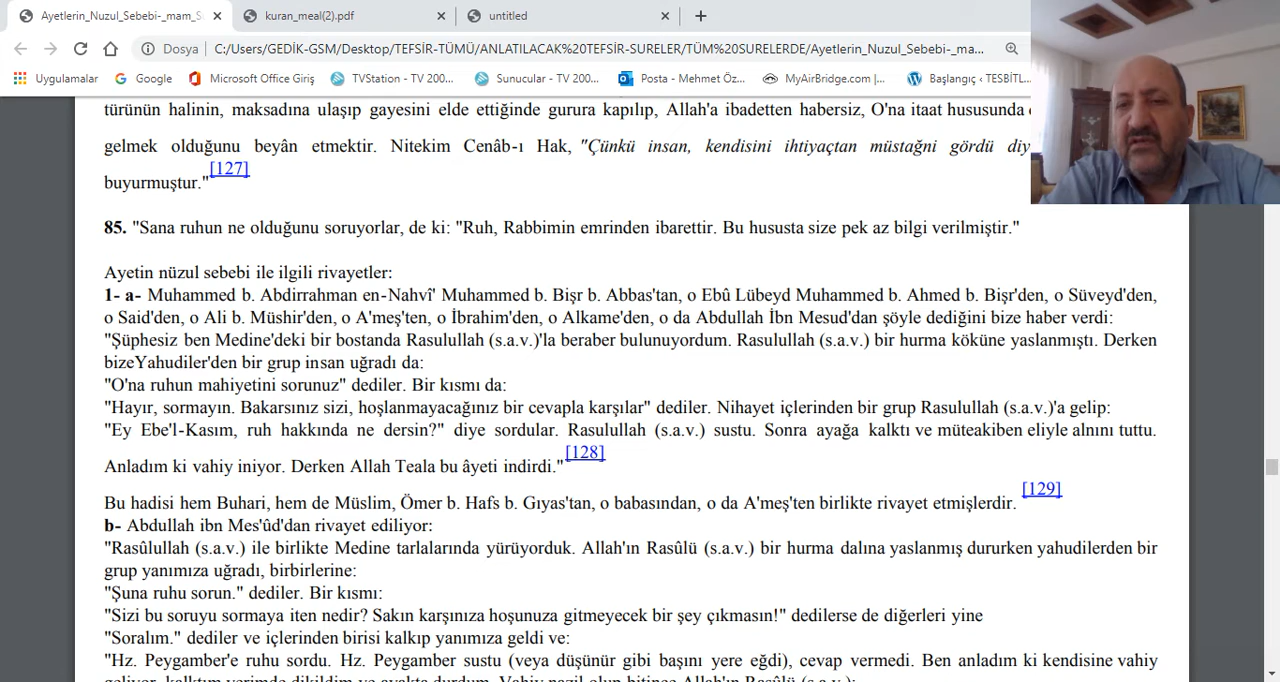 Ayetlerin_Nuzul_Sebebi-_mam_S
kuran_meal(2).pdf
untitled
Dosya
C:/Users/GEDİK-GSM/Desktop/TEFSİR-TÜMÜ/ANLATILACAK%20TEFSİR-SURELER/TÜM%20SURELERDE/Ayetlerin_Nuzul_Sebebi-_ma...
Uygulamalar
Google
Microsoft Office Giriş
TVStation - TV 200...
Sunucular - TV 200...
Posta - Mehmet Öz...
MyAirBridge.com |...
Başlangıç ‹ TESBİTL...
türünün halinin, maksadına ulaşıp gayesini elde ettiğinde gurura kapılıp, Allah'a ibadetten habersiz, O'na itaat hususunda
gelmek olduğunu beyân etmektir. Nitekim Cenâb-ı Hak, "Çünkü insan, kendisini ihtiyaçtan müstağni gördü diy
buyurmuştur."[127]
85. "Sana ruhun ne olduğunu soruyorlar, de ki: "Ruh, Rabbimin emrinden ibarettir. Bu hususta size pek az bilgi verilmiştir."
Ayetin nüzul sebebi ile ilgili rivayetler:
1- a- Muhammed b. Abdirrahman en-Nahvî' Muhammed b. Bişr b. Abbas'tan, o Ebû Lübeyd Muhammed b. Ahmed b. Bişr'den, o Süveyd'den,
o Said'den, o Ali b. Müshir'den, o A'meş'ten, o İbrahim'den, o Alkame'den, o da Abdullah İbn Mesud'dan şöyle dediğini bize haber verdi:
"Şüphesiz ben Medine'deki bir bostanda Rasulullah (s.a.v.)'la beraber bulunuyordum. Rasulullah (s.a.v.) bir hurma köküne yaslanmıştı. Derken
bizeYahudiler'den bir grup insan uğradı da:
"O'na ruhun mahiyetini sorunuz" dediler. Bir kısmı da:
"Hayır, sormayın. Bakarsınız sizi, hoşlanmayacağınız bir cevapla karşılar" dediler. Nihayet içlerinden bir grup Rasulullah (s.a.v.)'a gelip:
"Ey Ebe'l-Kasım, ruh hakkında ne dersin?" diye sordular. Rasulullah (s.a.v.) sustu. Sonra ayağa kalktı ve müteakiben eliyle alnını tuttu.
Anladım ki vahiy iniyor. Derken Allah Teala bu âyeti indirdi."[128]
Bu hadisi hem Buhari, hem de Müslim, Ömer b. Hafs b. Gıyas'tan, o babasından, o da A'meş'ten birlikte rivayet etmişlerdir. [129]
b- Abdullah ibn Mes'ûd'dan rivayet ediliyor:
"Rasûlullah (s.a.v.) ile birlikte Medine tarlalarında yürüyorduk. Allah'ın Rasûlü (s.a.v.) bir hurma dalına yaslanmış dururken yahudilerden bir
grup yanımıza uğradı, birbirlerine:
"Şuna ruhu sorun." dediler. Bir kısmı:
"Sizi bu soruyu sormaya iten nedir? Sakın karşınıza hoşunuza gitmeyecek bir şey çıkmasın!" dedilerse de diğerleri yine
"Soralım." dediler ve içlerinden birisi kalkıp yanımıza geldi ve:
"Hz. Peygamber'e ruhu sordu. Hz. Peygamber sustu (veya düşünür gibi başını yere eğdi), cevap vermedi. Ben anladım ki kendisine vahiy
geliyor, kalktım yerimde dikildim ve ayakta durdum. Vahiy nazil olup bitince Allah'ın Rasûlü (s.a.v.):